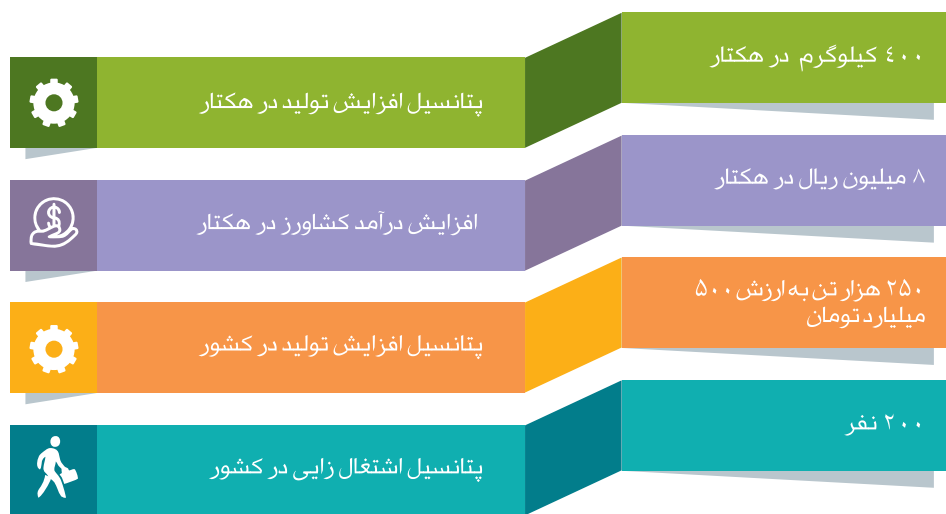 ۴۰۰ کیلوگرم در هکتار
پتانسیل افزایش تولید در هکتار
۸ میلیون ریال در هکتار
افزایش درآمد کشاورز در هکتار
۲۵۰ هزار تن به ارزش ۵۰۰
میلیارد تومان
پتانسیل افزایش تولید در کشور
۲۰۰ نفر
پتانسیل اشتغال زایی در کشور